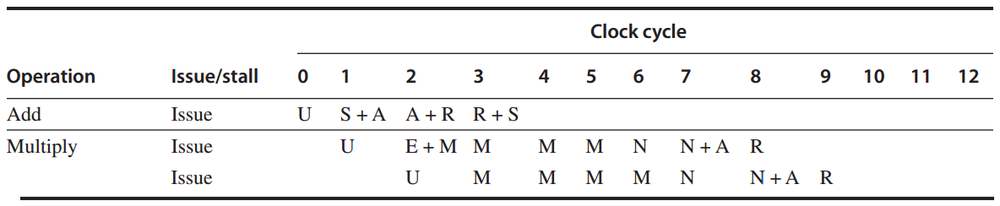 Clock cycle
Operation Issue/stall 0 1 2 3 4 5 6 7 8 9 10 11 12
Add Issue U S + A A + R R + S
Multiply Issue U E + M M M M N N + A R
Issue U M M M M N N + A R